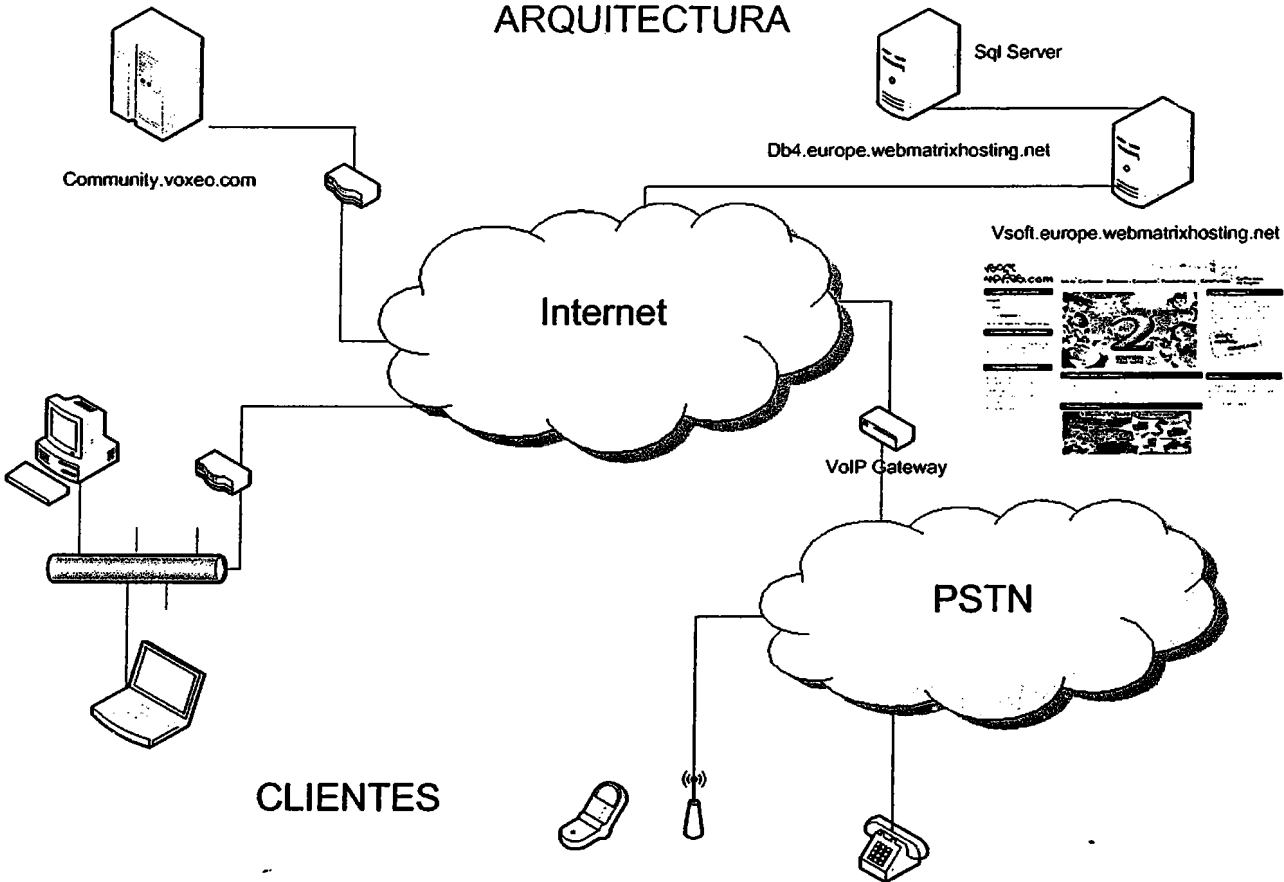 ARQUITECTURA
Sql Server
Db4.europe.webmatrixhosting.net
Community.voxeo.com
Vsoft.europe.webmatrixhosting.net
Internet
2
VoIP Gateway
PSTN
CLIENTES